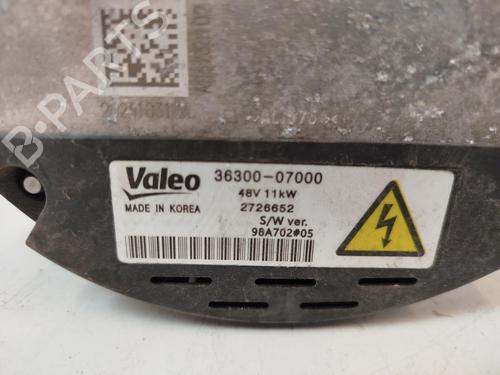 Valeo 36300-07000
48V 11kW
MADE IN KOREA 2726652
S/W ver.
98A702#05
B-Parts